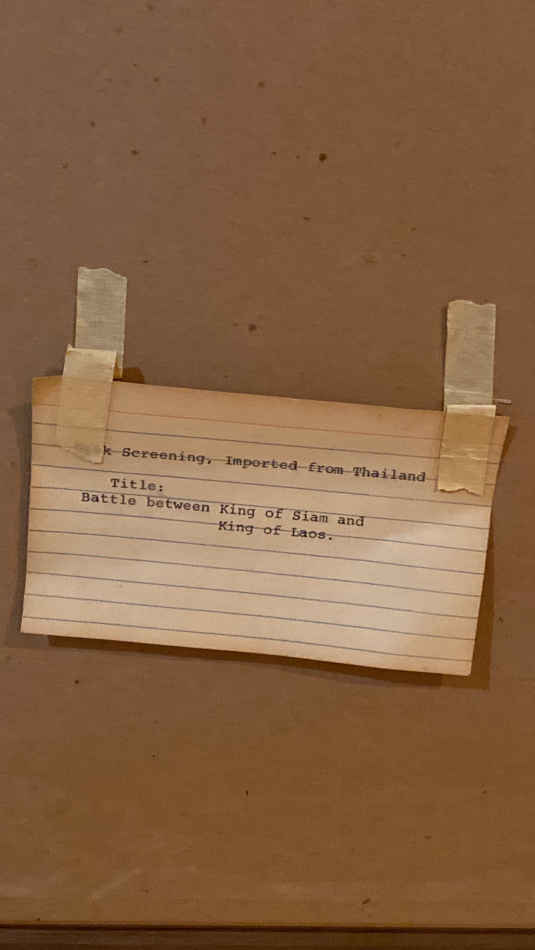 Screening, Imported from Thailand
Title:
Battle between King of Siam and
King of Laos.